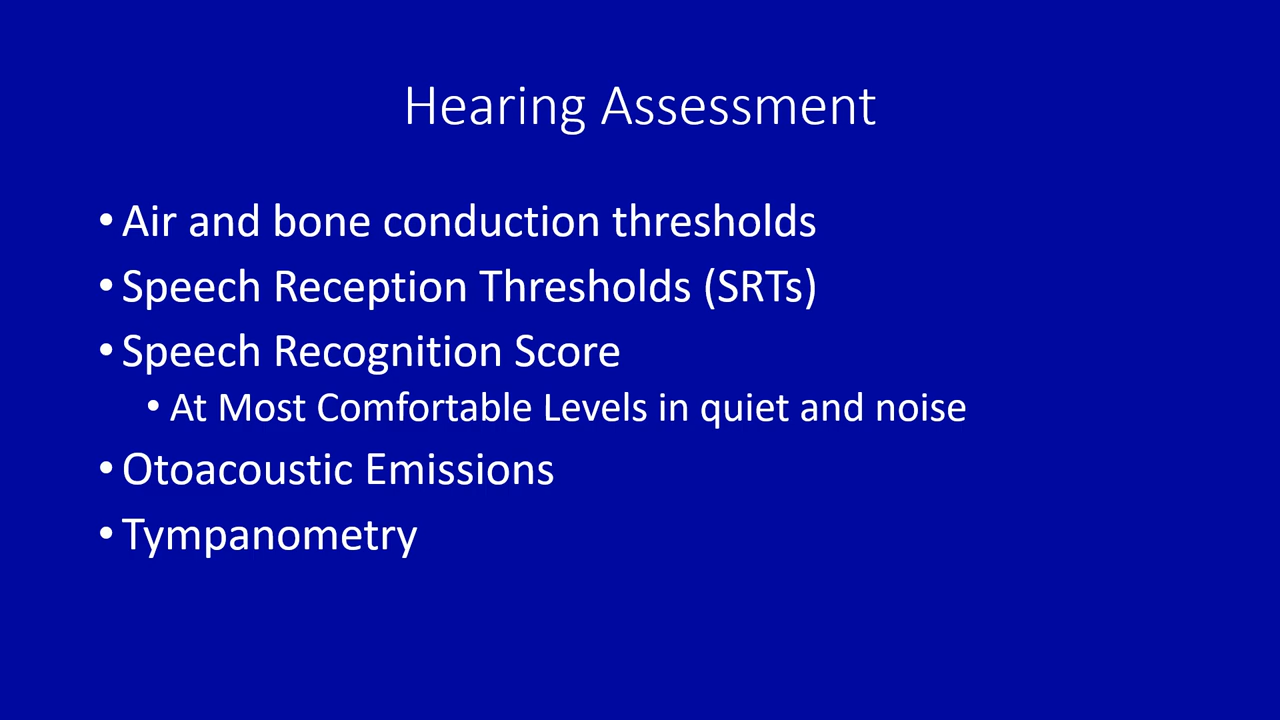 Hearing Assessment
• Air and bone conduction thresholds
• Speech Reception Thresholds (SRTs)
• Speech Recognition Score
• At Most Comfortable Levels in quiet and noise
• Otoacoustic Emissions
• Tympanometry